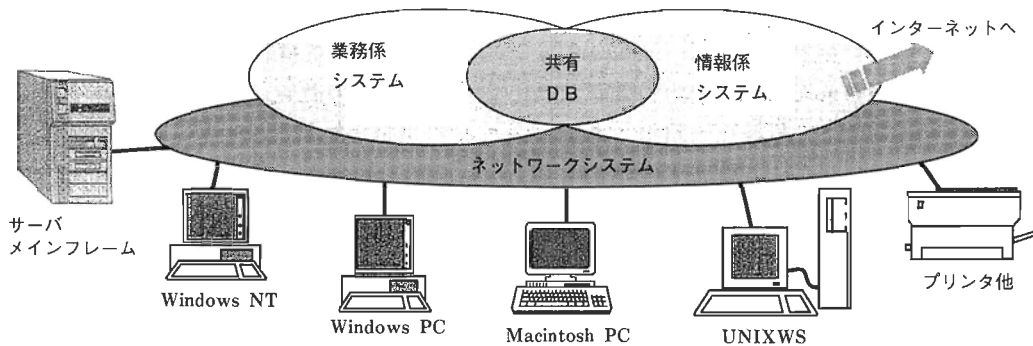 インターネットへ
業務係
システム
共有
DB
情報係
システム
ネットワークシステム
サーバ
メインフレーム
Windows NT
Windows PC
Macintosh PC
UNIXWS
プリンタ他